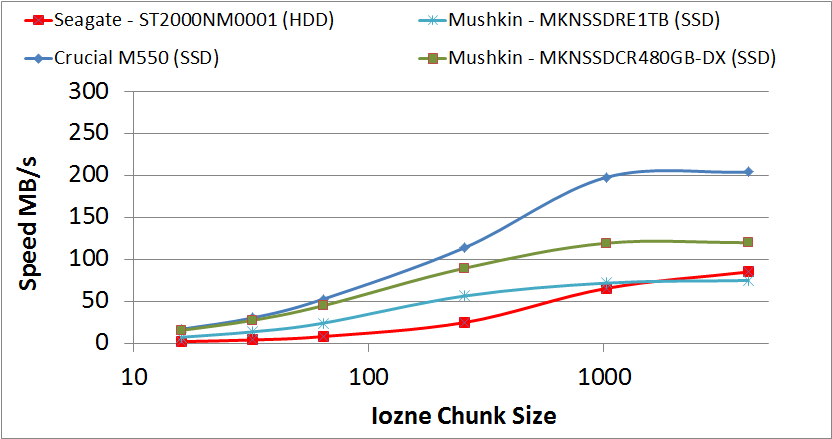 Seagate - ST2000NM0001 (HDD)
Mushkin - MKNSSDRE1TB (SSD)
Crucial M550 (SSD)
Mushkin - MKNSSDCR480GB-DX (SSD)
300
250
200
150
100
50
0
Speed MB/s
10
100
1000
Iozne Chunk Size